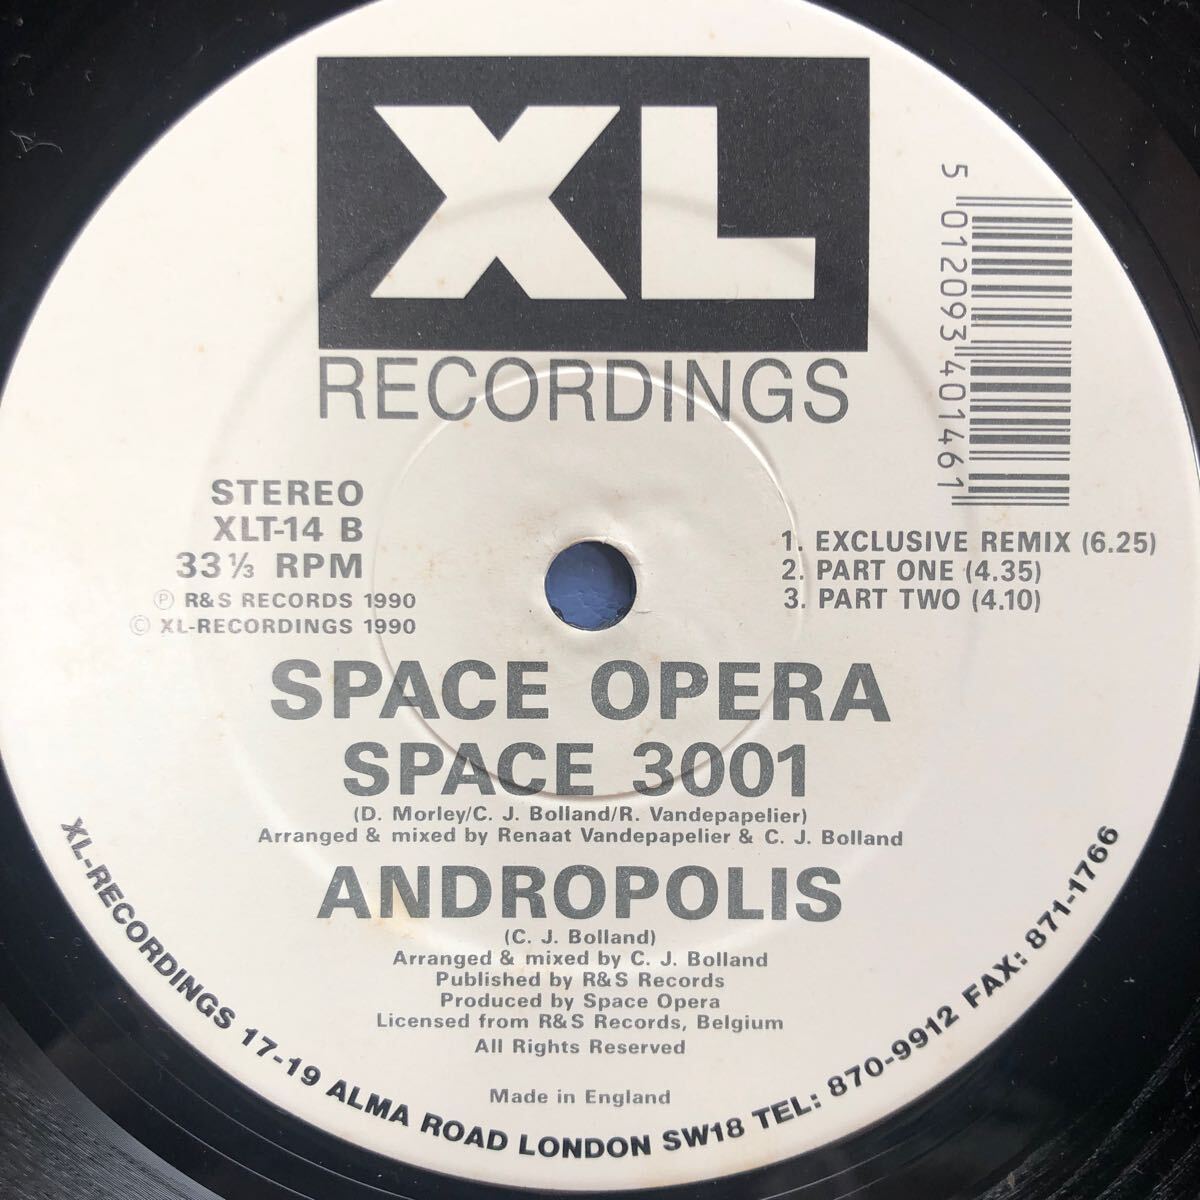 XL
RECORDINGS
5 012093 401461
STEREO
XLT-14 B
33⅓ RPM
Ⓟ R&S RECORDS 1990
© XL-RECORDINGS 1990
1. EXCLUSIVE REMIX (6.25)
2. PART ONE (4.35)
3. PART TWO (4.10)
SPACE OPERA
SPACE 3001
(D. Morley/C. J. Bolland/R. Vandepapelier)
Arranged & mixed by Renaat Vandepapelier & C. J. Bolland
ANDROPOLIS
(C. J. Bolland)
Arranged & mixed by C. J. Bolland
Published by R&S Records
Produced by Space Opera
Licensed from R&S Records, Belgium
All Rights Reserved
Made in England
XL-RECORDINGS 17-19 ALMA ROAD LONDON SW18 TEL: 870-9912 FAX: 871-1766